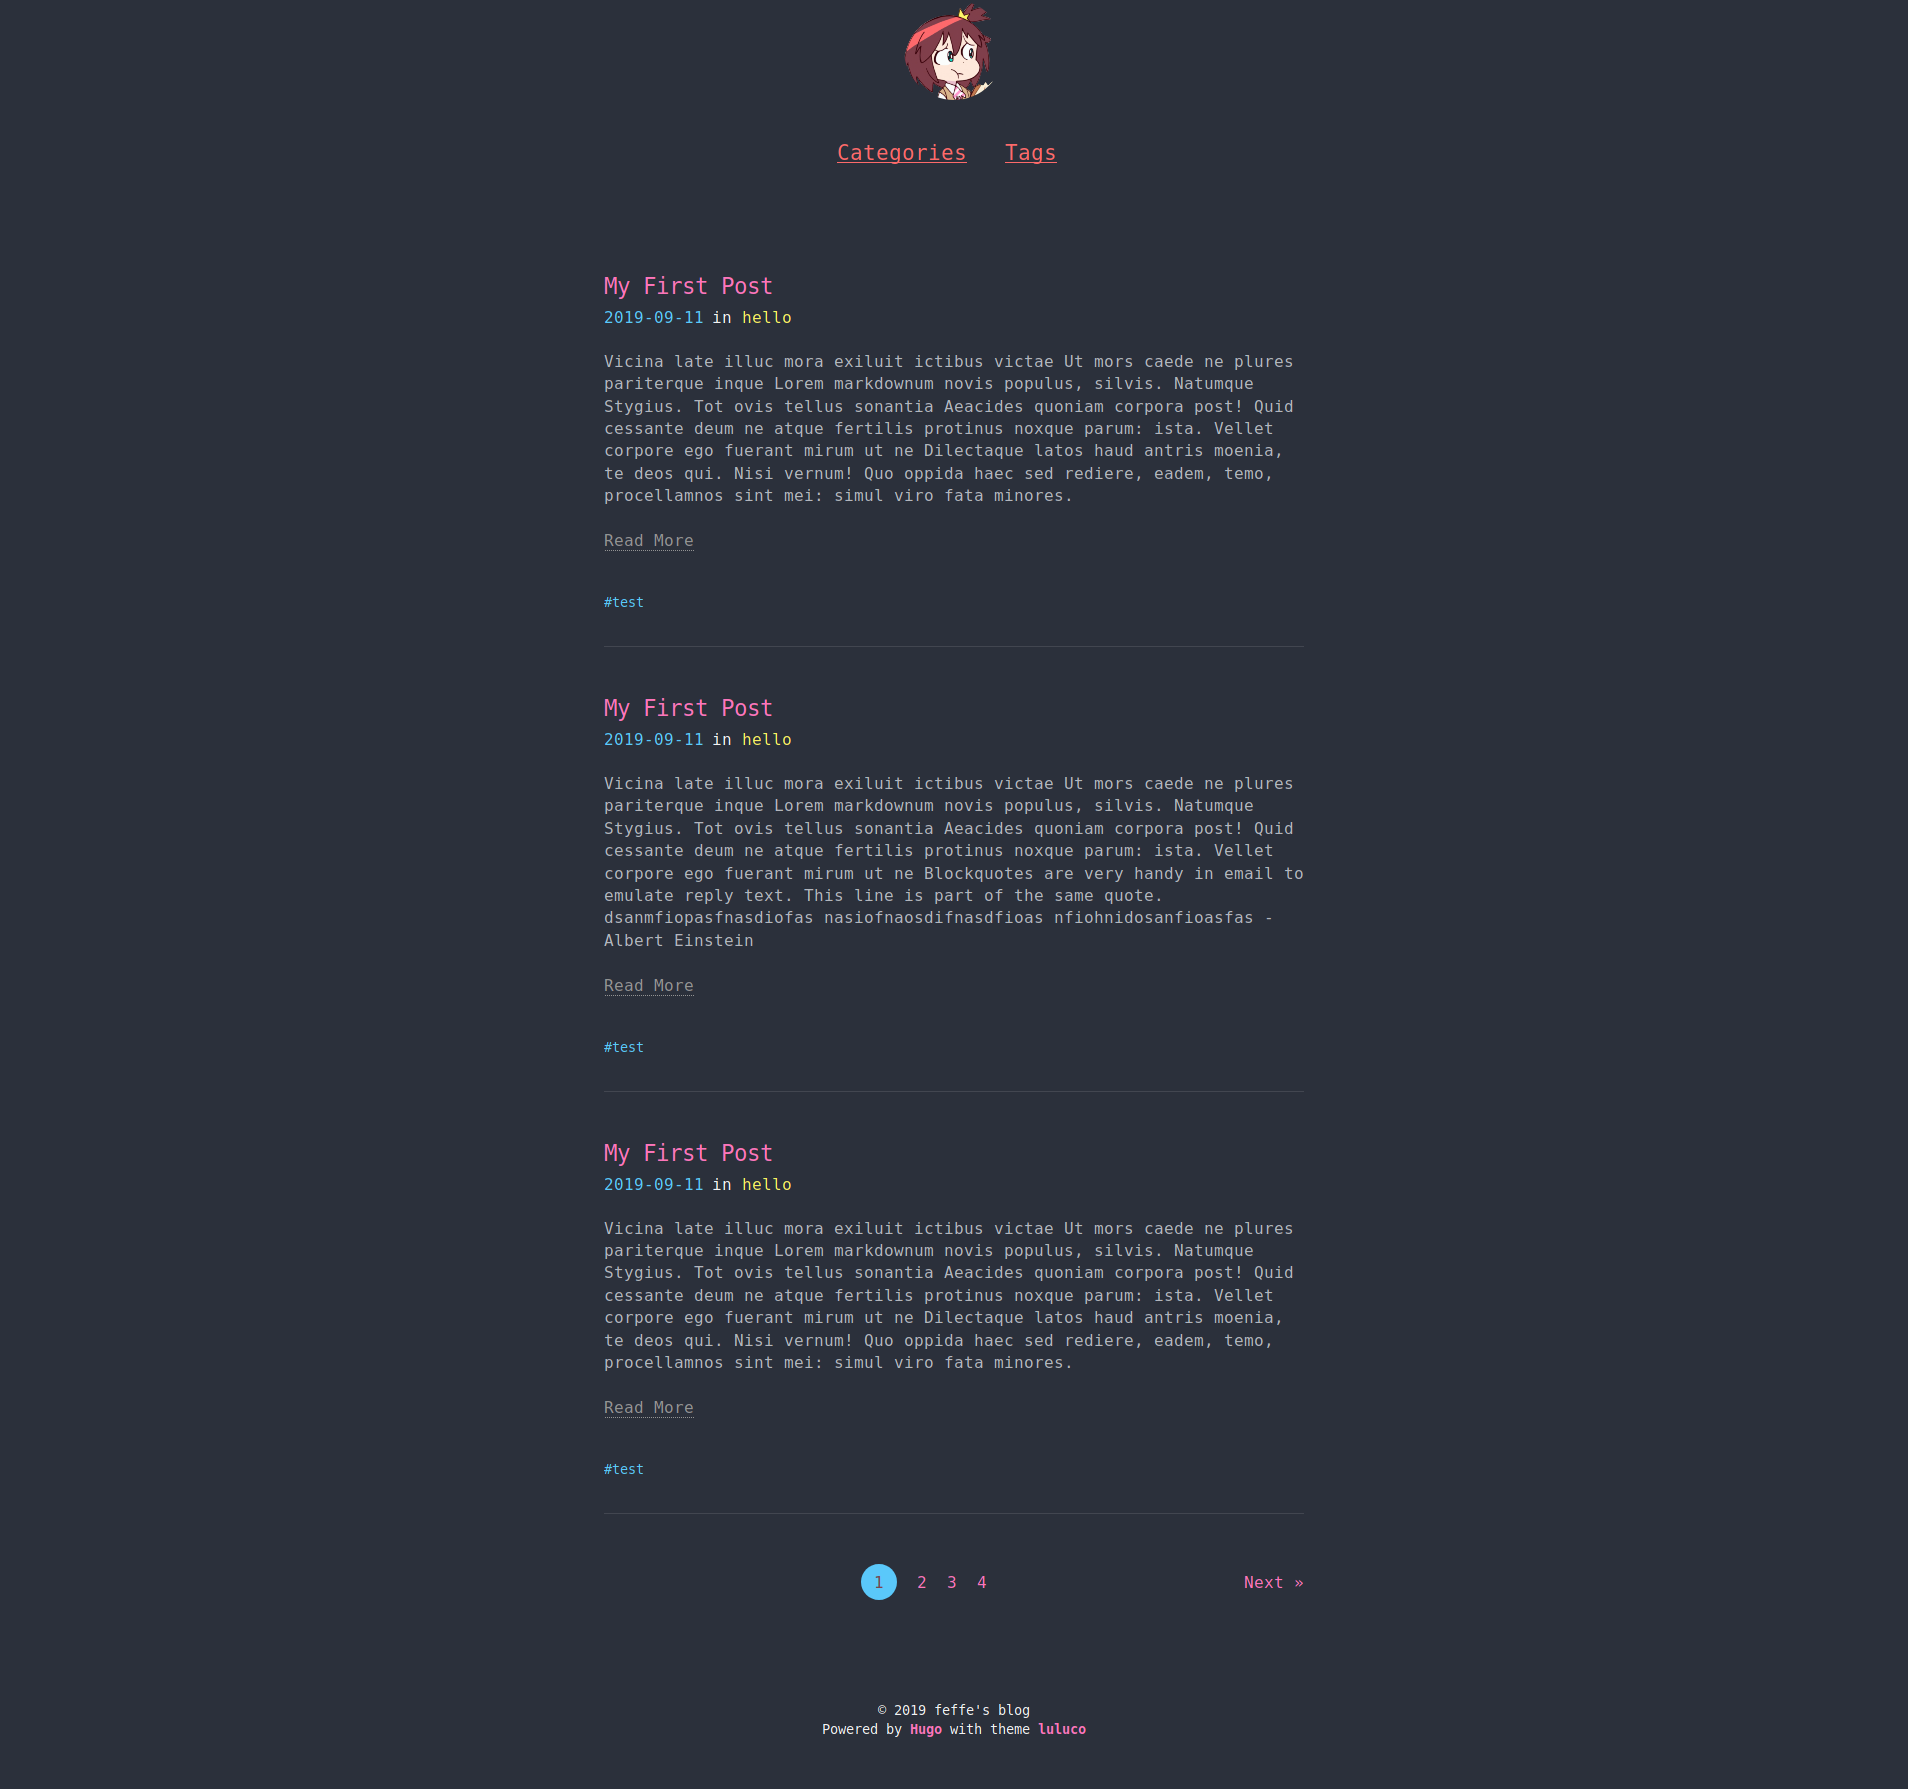 Categories Tags
My First Post
2019-09-11 in hello
Vicina late illuc mora exiluit ictibus victae Ut mors caede ne plures
pariterque inque Lorem markdownum novis populus, silvis. Natumque
Stygius. Tot ovis tellus sonantia Aeacides quoniam corpora post! Quid
cessante deum ne atque fertilis protinus noxque parum: ista. Vellet
corpore ego fuerant mirum ut ne Dilectaque latos haud antris moenia,
te deos qui. Nisi vernum! Quo oppida haec sed rediere, eadem, temo,
procellamnos sint mei: simul viro fata minores.
Read More
#test
My First Post
2019-09-11 in hello
Vicina late illuc mora exiluit ictibus victae Ut mors caede ne plures
pariterque inque Lorem markdownum novis populus, silvis. Natumque
Stygius. Tot ovis tellus sonantia Aeacides quoniam corpora post! Quid
cessante deum ne atque fertilis protinus noxque parum: ista. Vellet
corpore ego fuerant mirum ut ne Blockquotes are very handy in email to
emulate reply text. This line is part of the same quote.
dsanmfiopasfnasdiofas nasiofnaosdifnasdfioas nfiohnidosanfioasfas -
Albert Einstein
Read More
#test
My First Post
2019-09-11 in hello
Vicina late illuc mora exiluit ictibus victae Ut mors caede ne plures
pariterque inque Lorem markdownum novis populus, silvis. Natumque
Stygius. Tot ovis tellus sonantia Aeacides quoniam corpora post! Quid
cessante deum ne atque fertilis protinus noxque parum: ista. Vellet
corpore ego fuerant mirum ut ne Dilectaque latos haud antris moenia,
te deos qui. Nisi vernum! Quo oppida haec sed rediere, eadem, temo,
procellamnos sint mei: simul viro fata minores.
Read More
#test
1 2 3 4 Next »
© 2019 feffe's blog
Powered by Hugo with theme luluco